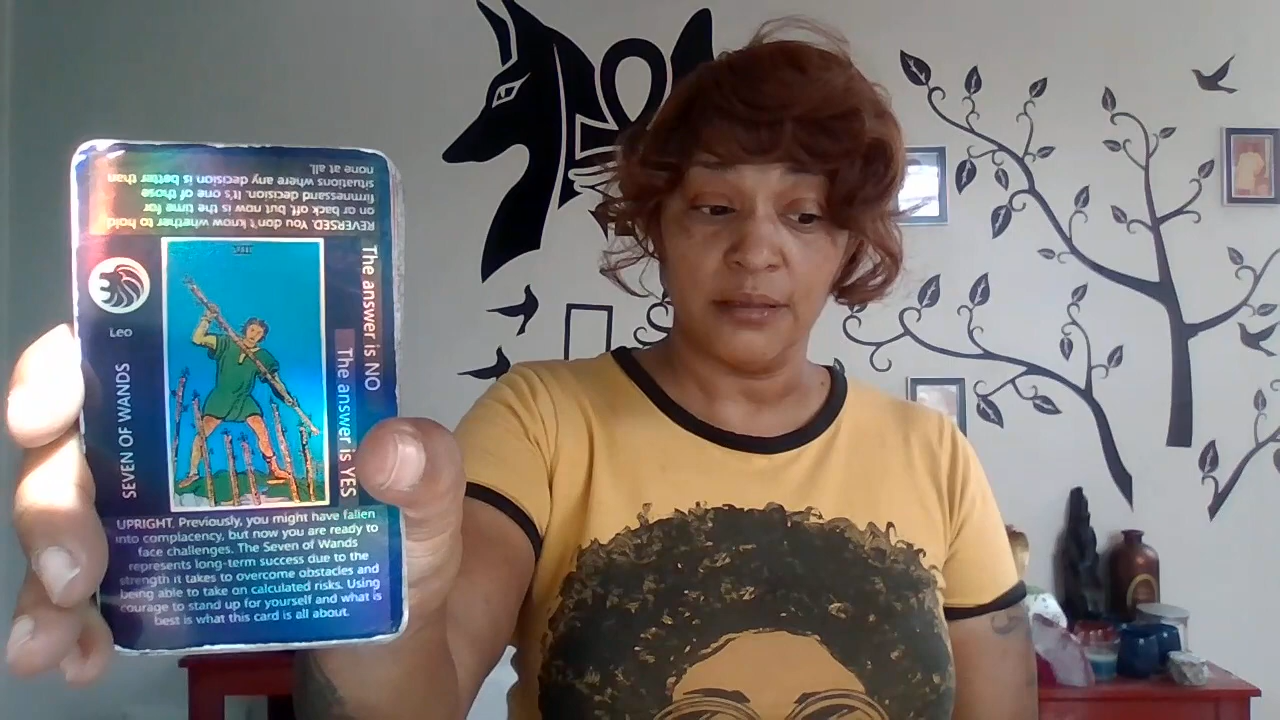 REVERSED. You don't know whether to hold
on or back off, but now is the time for
firmnessand decision. It's one of those
situations where any decision is better than
none at all.
VII
Leo
SEVEN OF WANDS
The answer is NO
The answer is YES
UPRIGHT. Previously, you might have fallen
into complacency, but now you are ready to
face challenges. The Seven of Wands
represents long-term success due to the
strength it takes to overcome obstacles and
being able to take on calculated risks. Using
courage to stand up for yourself and what is
best is what this card is all about.